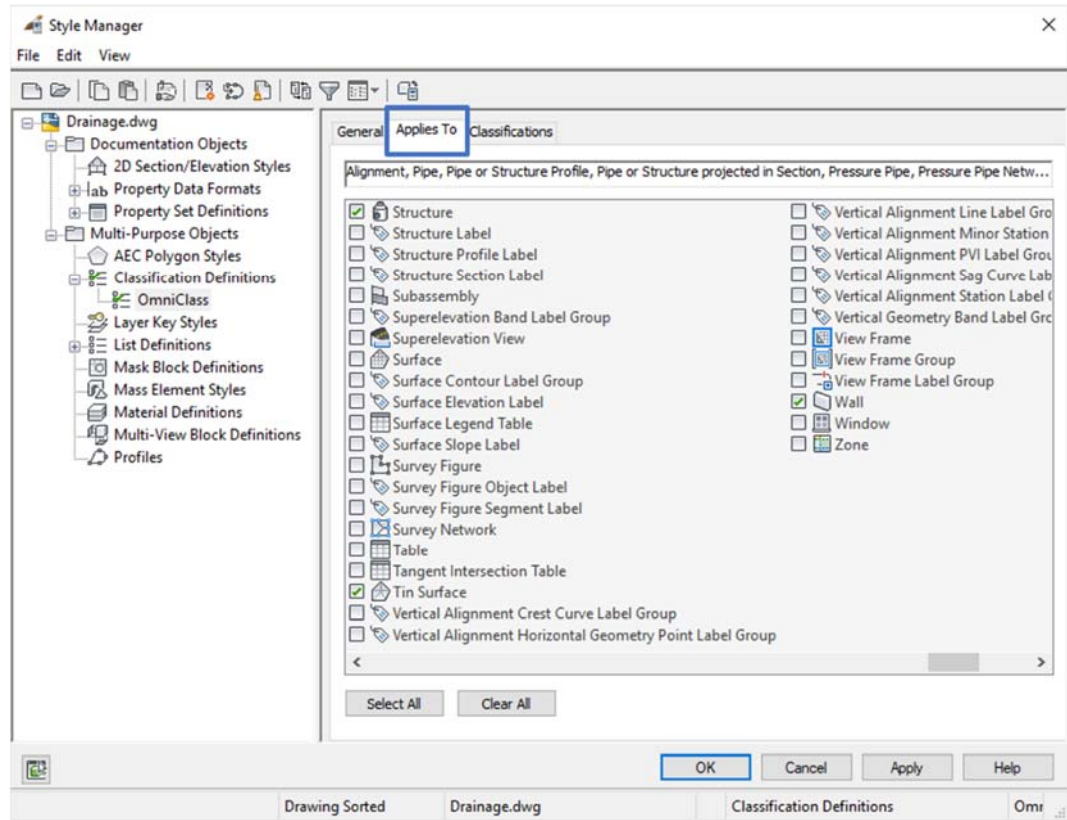 Style Manager
File Edit View
Drainage.dwg
Documentation Objects
2D Section/Elevation Styles
ab Property Data Formats
Property Set Definitions
Multi-Purpose Objects
AEC Polygon Styles
Classification Definitions
OmniClass
Layer Key Styles
List Definitions
Mask Block Definitions
Mass Element Styles
Material Definitions
Multi-View Block Definitions
Profiles
General Applies To Classifications
Alignment, Pipe, Pipe or Structure Profile, Pipe or Structure projected in Section, Pressure Pipe, Pressure Pipe Netw...
Structure
Structure Label
Structure Profile Label
Structure Section Label
Subassembly
Superelevation Band Label Group
Superelevation View
Surface
Surface Contour Label Group
Surface Elevation Label
Surface Legend Table
Surface Slope Label
Survey Figure
Survey Figure Object Label
Survey Figure Segment Label
Survey Network
Table
Tangent Intersection Table
Tin Surface
Vertical Alignment Crest Curve Label Group
Vertical Alignment Horizontal Geometry Point Label Group
Vertical Alignment Line Label Gro
Vertical Alignment Minor Station
Vertical Alignment PVI Label Grou
Vertical Alignment Sag Curve Lab
Vertical Alignment Station Label (
Vertical Geometry Band Label Grc
View Frame
View Frame Group
View Frame Label Group
Wall
Window
Zone
Select All Clear All
OK Cancel Apply Help
Drawing Sorted Drainage.dwg Classification Definitions Omr